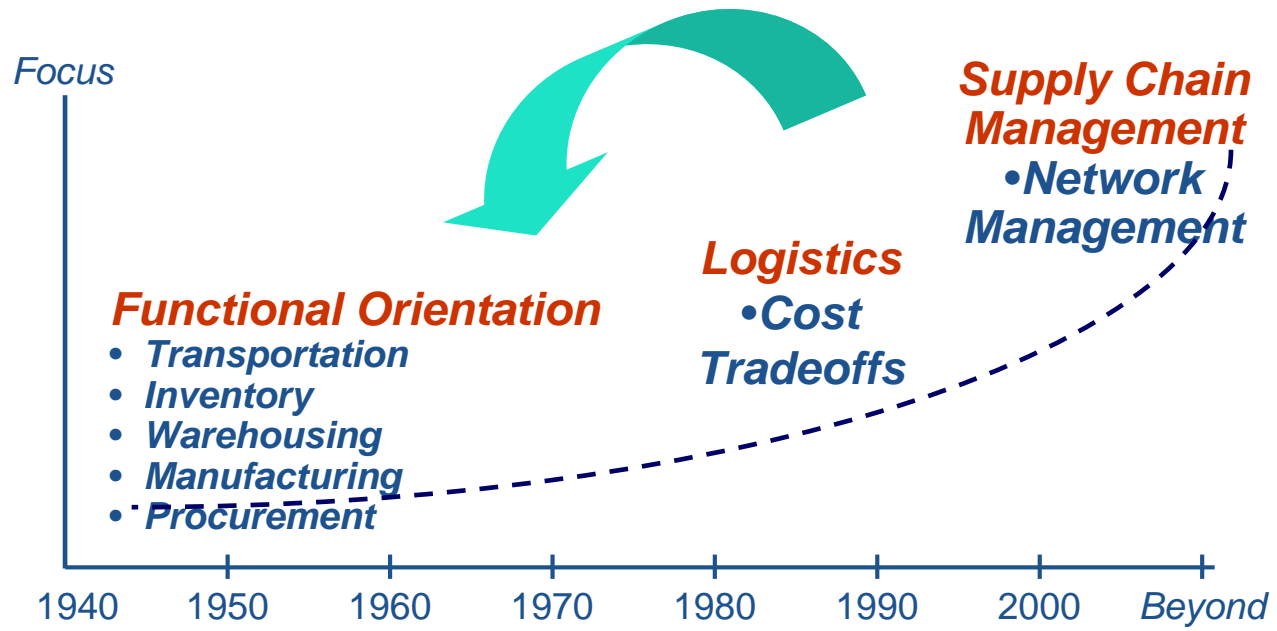 Focus
Supply Chain
Management
•Network
Management
Logistics
•Cost
Tradeoffs
Functional Orientation
• Transportation
• Inventory
• Warehousing
• Manufacturing
• Procurement
1940 1950 1960 1970 1980 1990 2000 Beyond